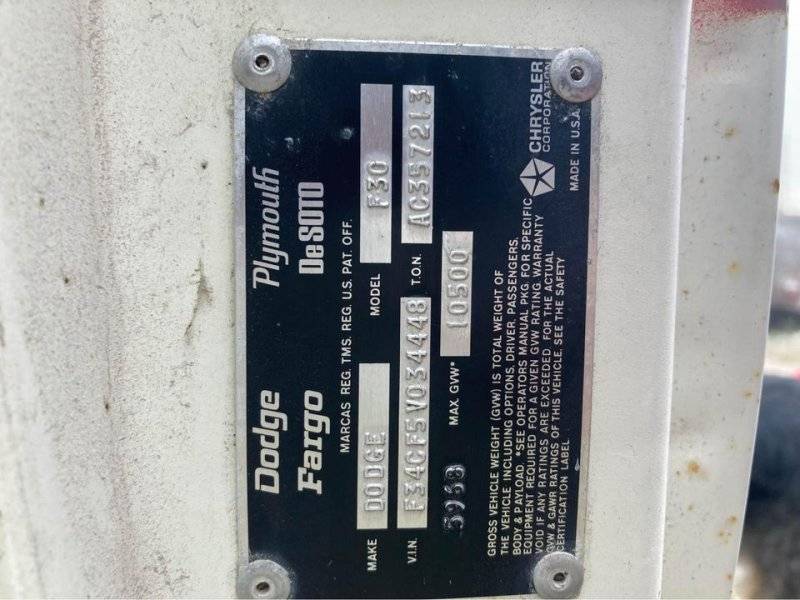 Dodge Plymouth
Fargo DeSOTO
MARCAS REG. TMS. REG. U.S. PAT. OFF.
MAKE DODGE MODEL F30
V.I.N. F34CF5V034448 T.O.N. AC357213
5968 MAX. GVW* 10500
GROSS VEHICLE WEIGHT (GVW) IS TOTAL WEIGHT OF
THE VEHICLE INCLUDING OPTIONS, DRIVER, PASSENGERS,
BODY & PAYLOAD. *SEE OPERATORS MANUAL PKG. FOR SPECIFIC
EQUIPMENT REQUIRED FOR A GIVEN GVW RATING. WARRANTY
VOID IF ANY RATINGS ARE EXCEEDED FOR THE ACTUAL
GVW & GAWR RATINGS OF THIS VEHICLE, SEE THE SAFETY
CERTIFICATION LABEL.
CHRYSLER
CORPORATION
MADE IN U.S.A.